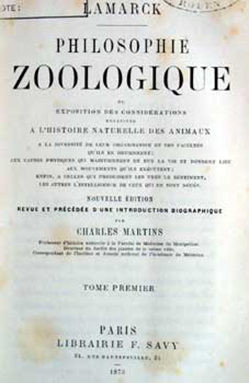 LAMARCK
PHILOSOPHIE
ZOOLOGIQUE
OU
EXPOSITION DES CONSIDÉRATIONS
RELATIVES
A L'HISTOIRE NATURELLE DES ANIMAUX
A LA DIVERSITÉ DE LEUR ORGANISATION ET DES FACULTÉS
QU'ILS EN OBTIENNENT;
AUX CAUSES PHYSIQUES QUI MAINTIENNENT EN EUX LA VIE ET DONNENT LIEU
AUX MOUVEMENTS QU'ILS EXÉCUTENT;
ENFIN, A CELLES QUI PRODUISENT LES UNES LE SENTIMENT,
LES AUTRES L'INTELLIGENCE DE CEUX QUI EN SONT DOUÉS.
NOUVELLE ÉDITION
REVUE ET PRÉCÉDÉE D'UNE INTRODUCTION BIOGRAPHIQUE
PAR
CHARLES MARTINS
Professeur d'histoire naturelle à la Faculté de Médecine de Montpellier,
Directeur du Jardin des plantes de la même ville,
Correspondant de l'Institut et Associé national de l'Académie de Médecine.
TOME PREMIER
PARIS
LIBRAIRIE F. SAVY
24, RUE HAUTEFEUILLE, 24
1873